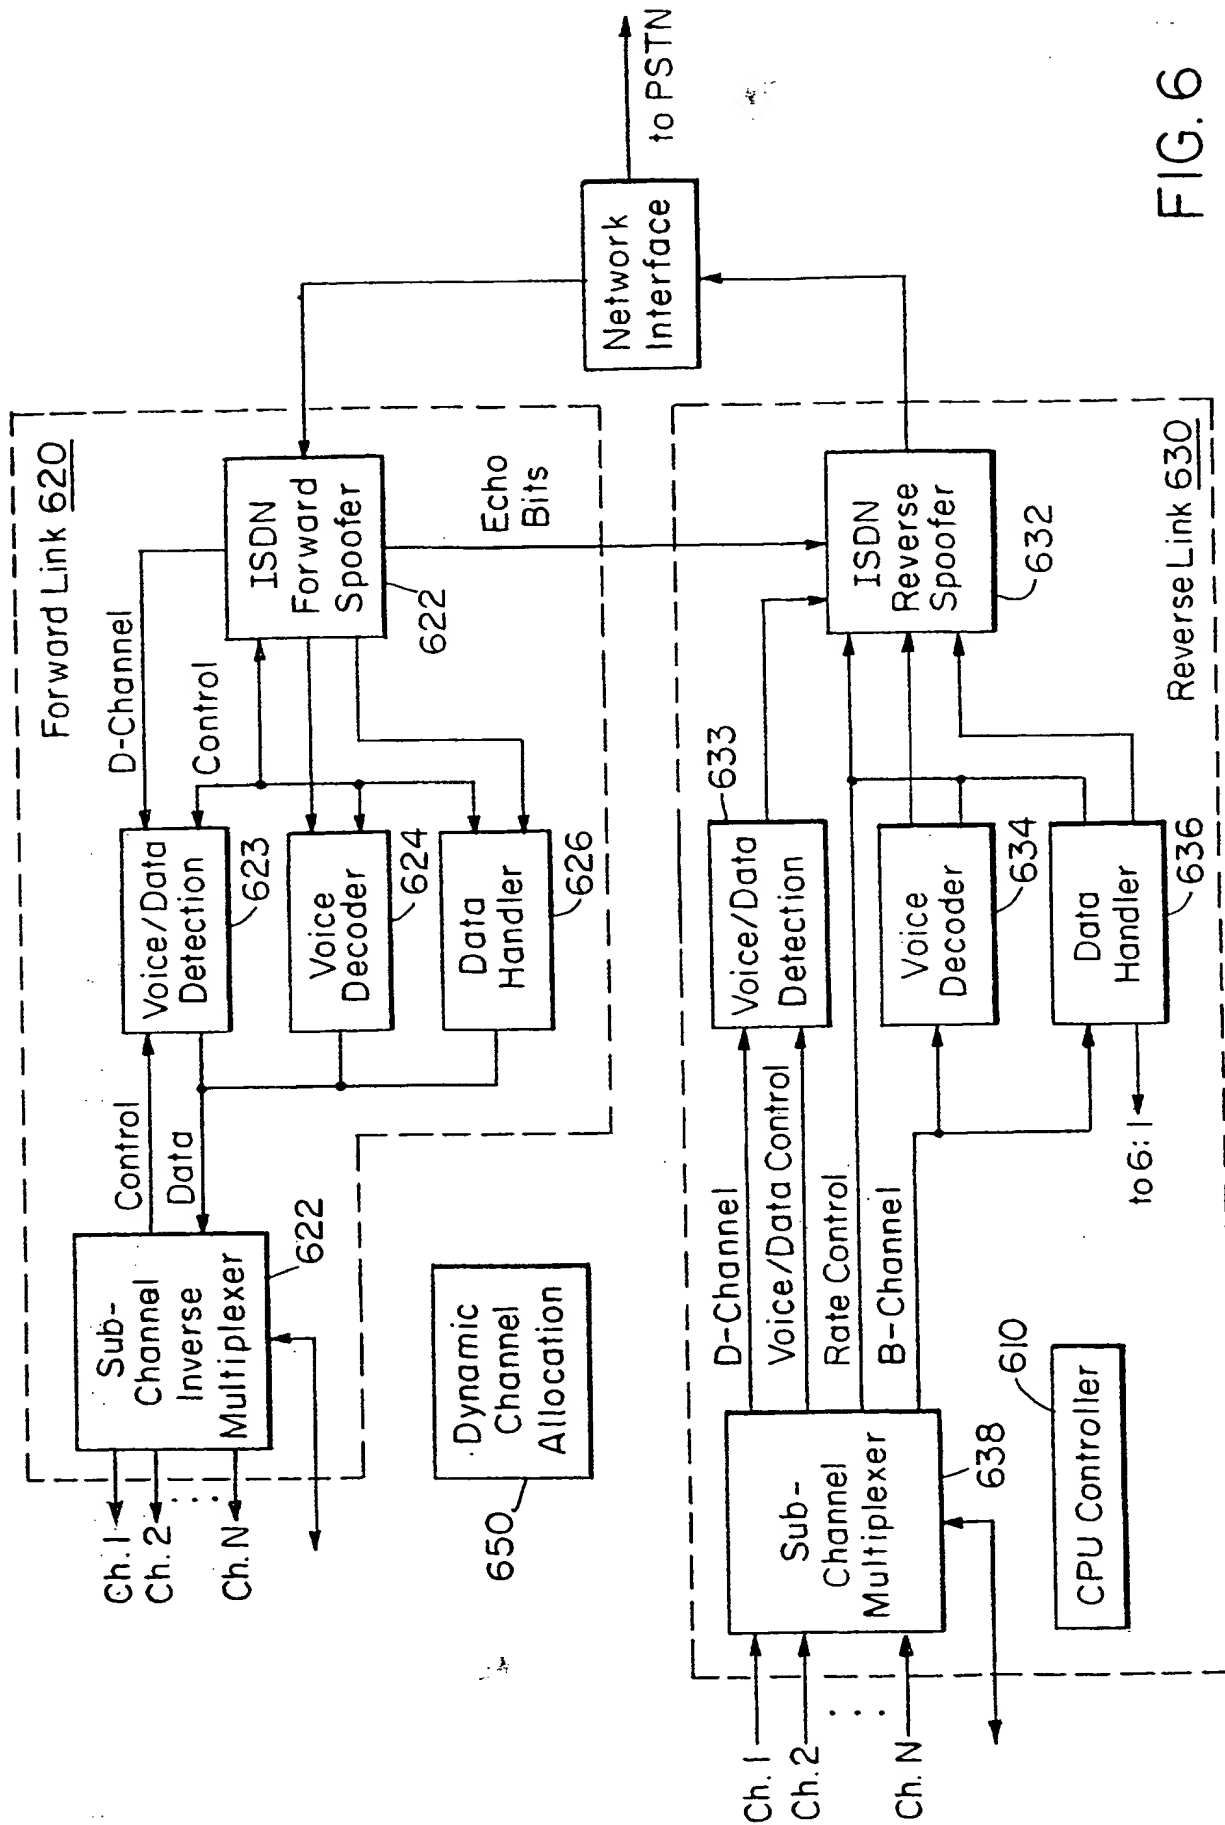 Forward Link 620
D-Channel
Control
Echo
Bits
ISDN
Forward
Spoofer
622
Voice/Data
Detection
623
Voice
Decoder
624
Data
Handler
626
Control
Data
Sub-
Channel
Inverse
Multiplexer
622
Ch. 1
Ch. 2
Ch. N
Dynamic
Channel
Allocation
650
Network
Interface
to PSTN
Ch. 1
Ch. 2
Ch. N
Sub-
Channel
Multiplexer
638
D-Channel
Voice/Data Control
Rate Control
B-Channel
Voice/Data
Detection
633
Voice
Decoder
634
Data
Handler
636
to 6:1
ISDN
Reverse
Spoofer
632
CPU Controller
610
Reverse Link 630
FIG. 6